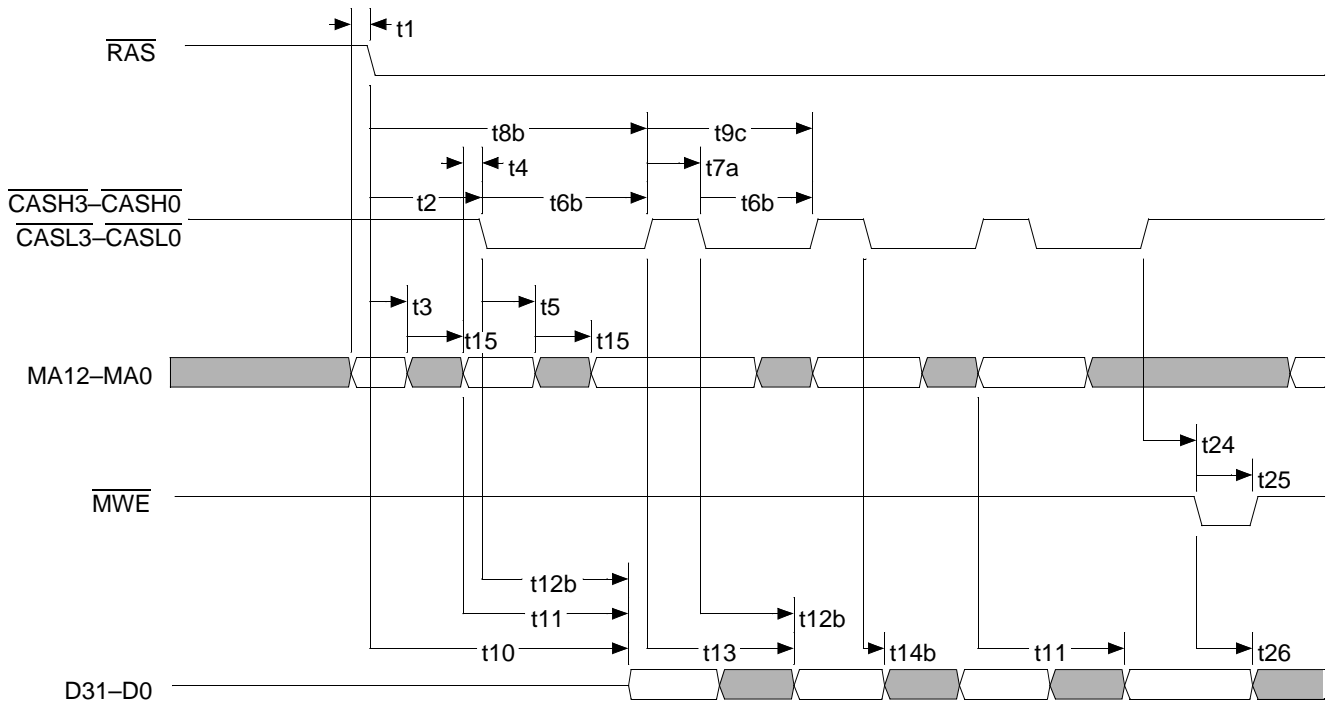 t1
RAS
t8b
t9c
t4
t7a
CASH3–CASH0
t2
t6b
t6b
CASL3–CASL0
t3
t5
t15
t15
MA12–MA0
t24
t25
MWE
t12b
t11
t12b
t10
t13
t14b
t11
t26
D31–D0